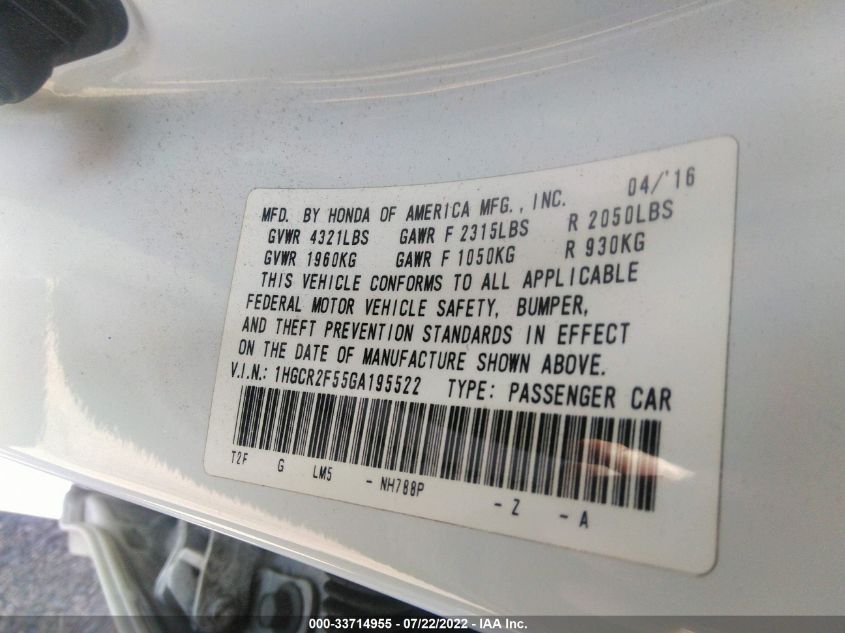 04/'16
MFD. BY HONDA OF AMERICA MFG., INC.
GVWR 4321LBS GAWR F 2315LBS R 2050LBS
GVWR 1960KG GAWR F 1050KG R 930KG
THIS VEHICLE CONFORMS TO ALL APPLICABLE
FEDERAL MOTOR VEHICLE SAFETY, BUMPER,
AND THEFT PREVENTION STANDARDS IN EFFECT
ON THE DATE OF MANUFACTURE SHOWN ABOVE.
V.I.N.: 1HGCR2F55GA195522 TYPE: PASSENGER CAR
T2F G LM5 - NH788P - Z - A
000-33714955 - 07/22/2022 - IAA Inc.